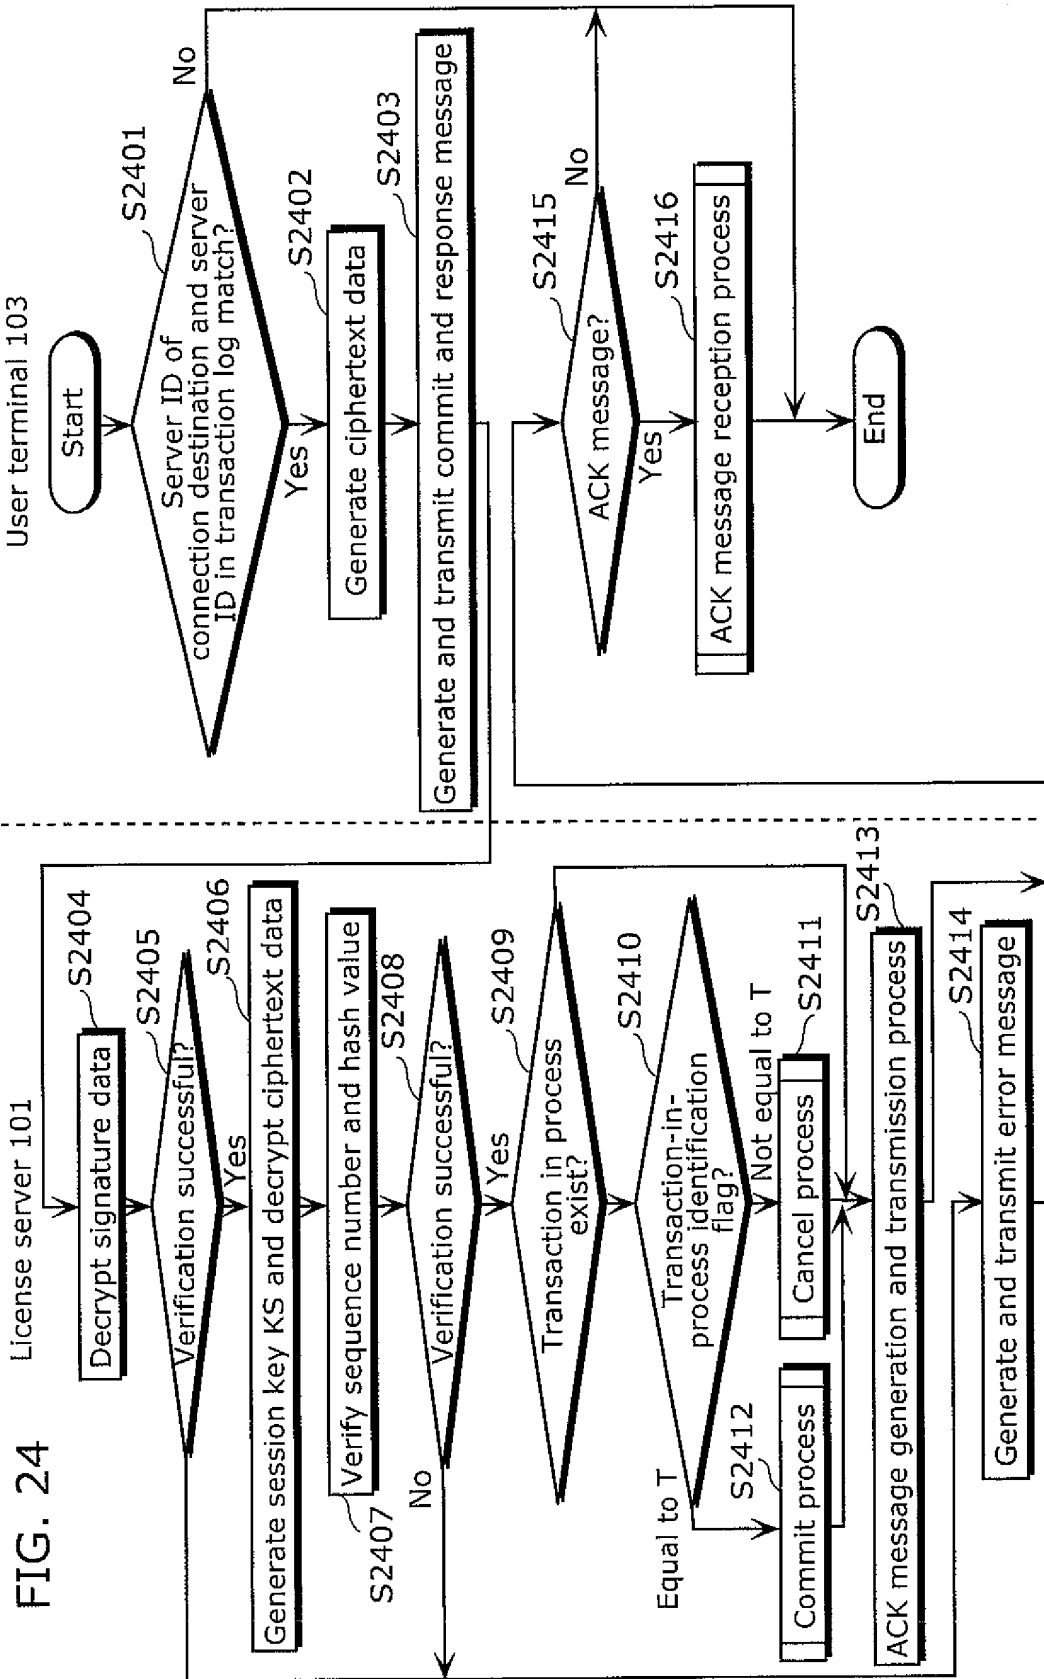 FIG. 24
License server 101
User terminal 103
Start
S2401
Server ID of
connection destination and server
ID in transaction log match?
No
Yes
S2402
Generate ciphertext data
S2403
Generate and transmit commit and response message
S2404
Decrypt signature data
S2405
Verification successful?
Yes
S2406
Generate session key KS and decrypt ciphertext data
S2407
Verify sequence number and hash value
S2408
Verification successful?
No
Yes
S2409
Transaction in process
exist?
S2410
Transaction-in-
process identification
flag?
Equal to T
Not equal to T
S2412
Commit process
S2411
Cancel process
S2413
ACK message generation and transmission process
S2414
Generate and transmit error message
S2415
ACK message?
No
Yes
S2416
ACK message reception process
End